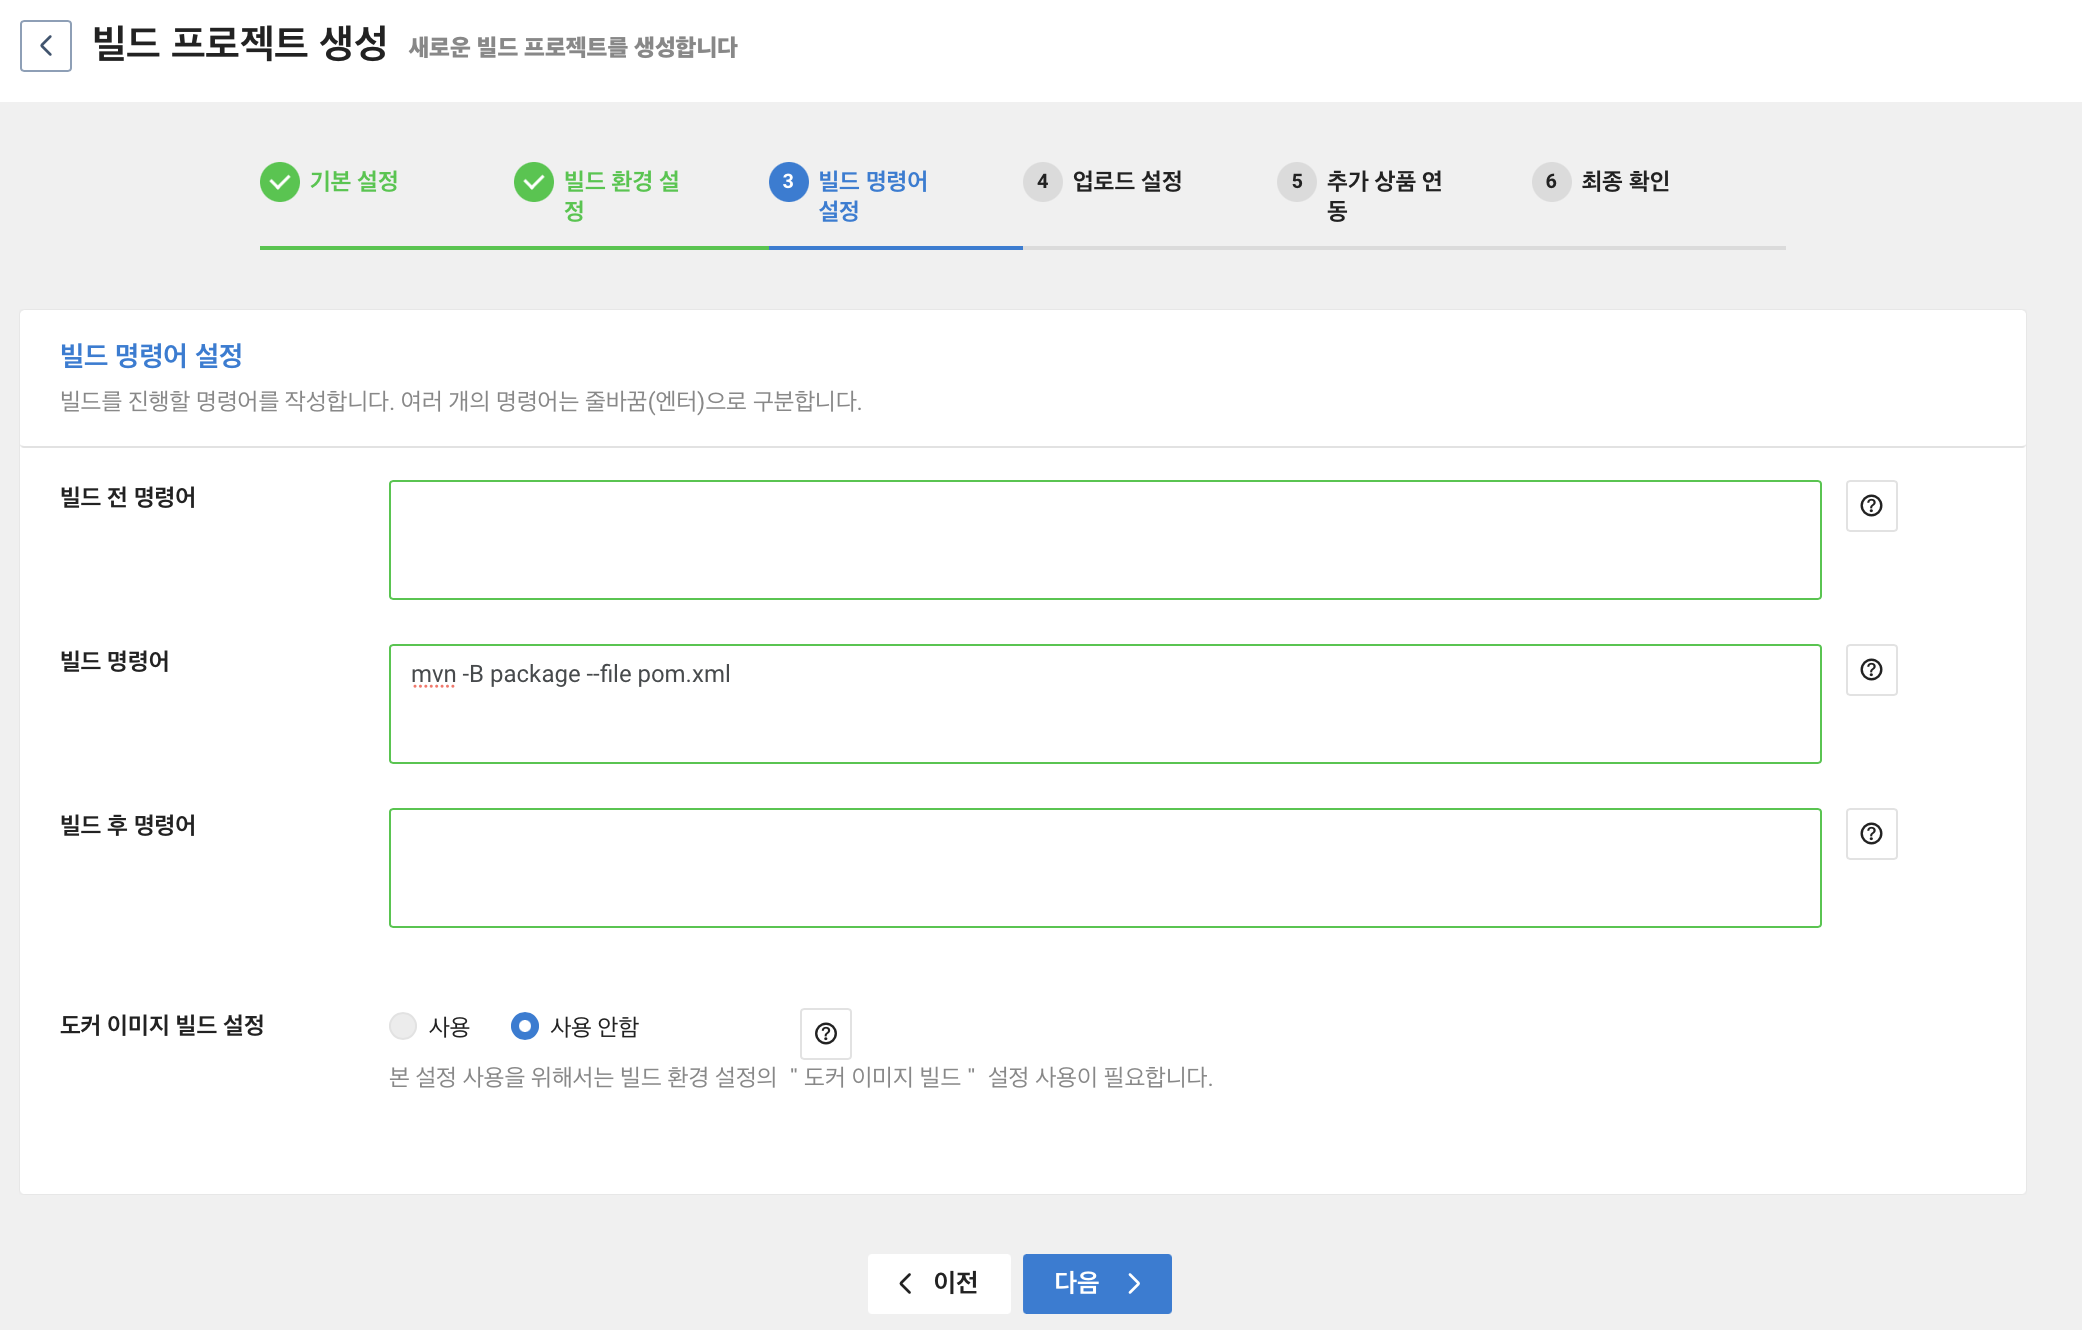 빌드 프로젝트 생성 새로운 빌드 프로젝트를 생성합니다
기본 설정
빌드 환경 설
정
3 빌드 명령어
설정
4 업로드 설정
5 추가 상품 연
동
6 최종 확인
빌드 명령어 설정
빌드를 진행할 명령어를 작성합니다. 여러 개의 명령어는 줄바꿈(엔터)으로 구분합니다.
빌드 전 명령어
빌드 명령어
mvn -B package --file pom.xml
빌드 후 명령어
도커 이미지 빌드 설정
사용 사용 안함
본 설정 사용을 위해서는 빌드 환경 설정의 " 도커 이미지 빌드 " 설정 사용이 필요합니다.
이전 다음